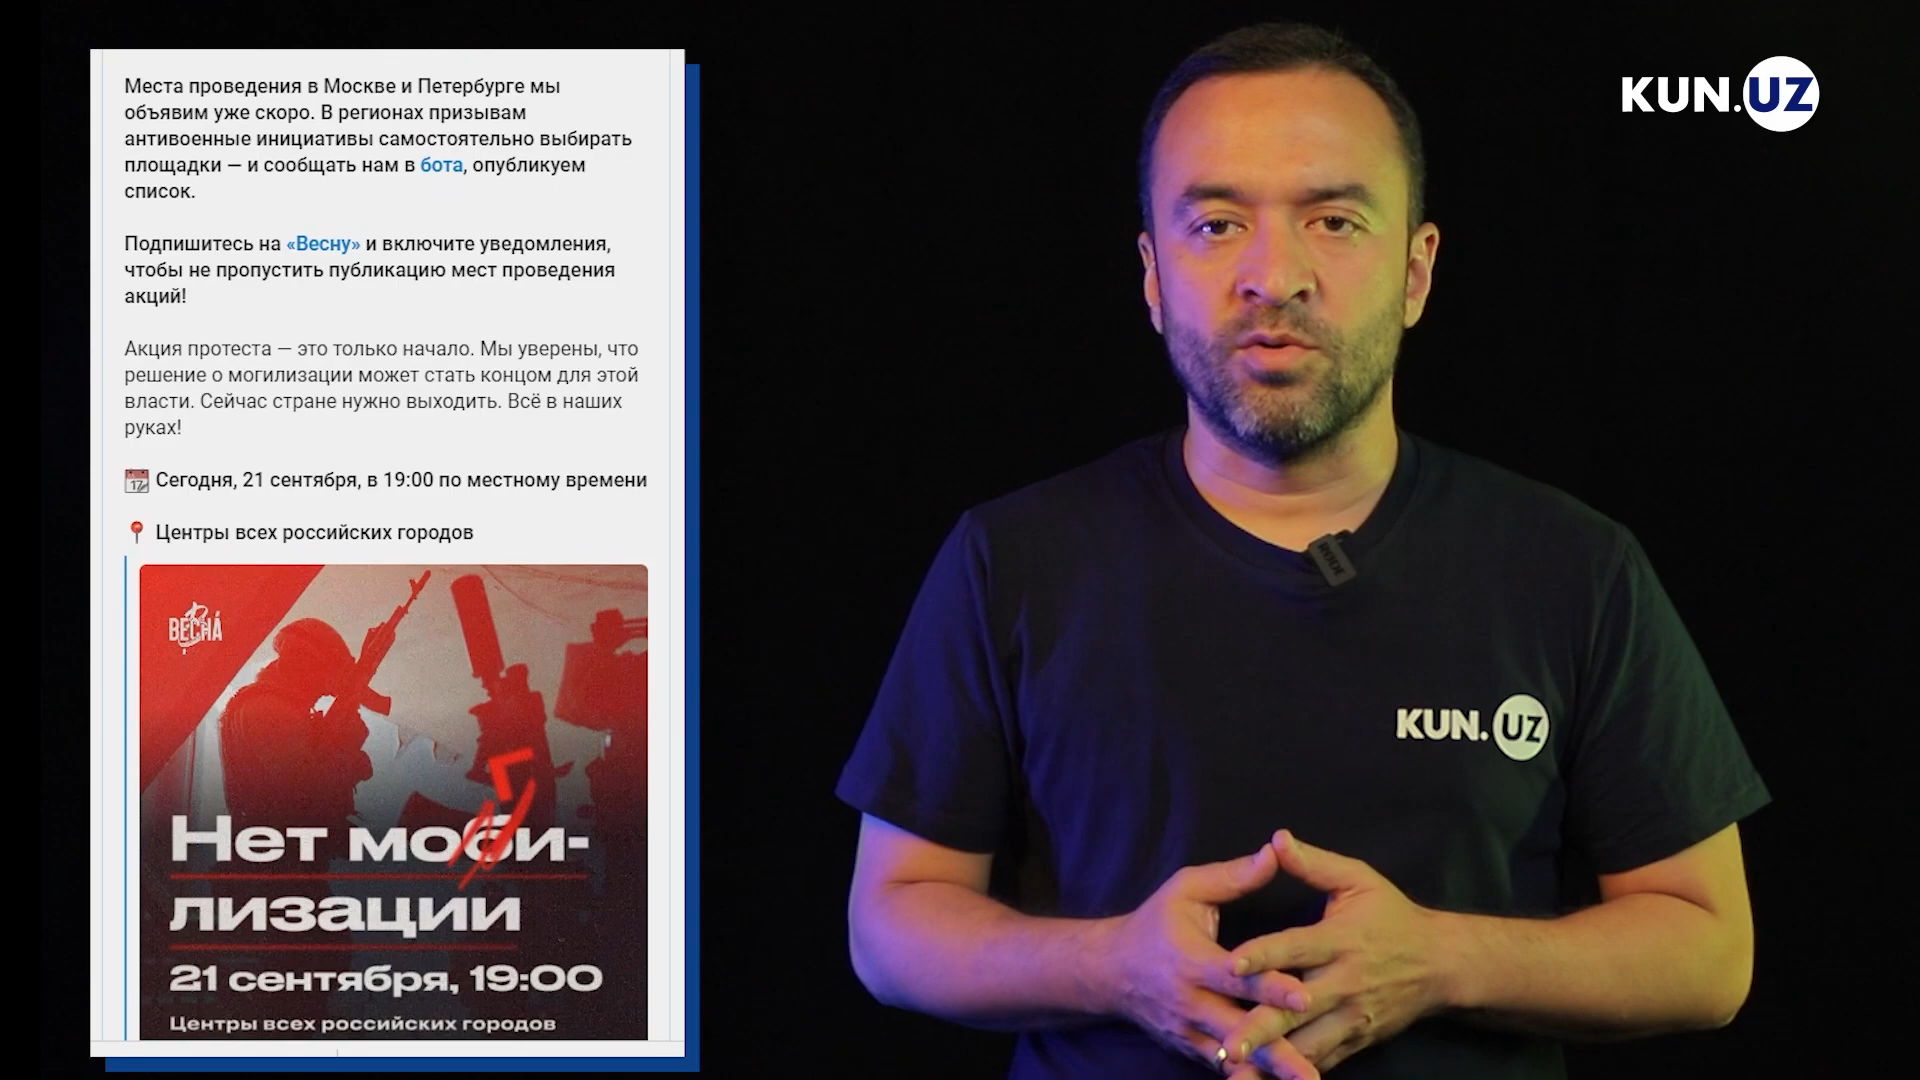 Места проведения в Москве и Петербурге мы
объявим уже скоро. В регионах призывам
антивоенные инициативы самостоятельно выбирать
площадки — и сообщать нам в бота, опубликуем
список.
Подпишитесь на «Весну» и включите уведомления,
чтобы не пропустить публикацию мест проведения
акций!
Акция протеста — это только начало. Мы уверены, что
решение о могилизации может стать концом для этой
власти. Сейчас стране нужно выходить. Всё в наших
руках!
17
Сегодня, 21 сентября, в 19:00 по местному времени
Центры всех российских городов
ВЕСНА́
Нет моби-
Г
лизации
21 сентября, 19:00
Центры всех российских городов
KUN.UZ
RODE
KUN.UZ